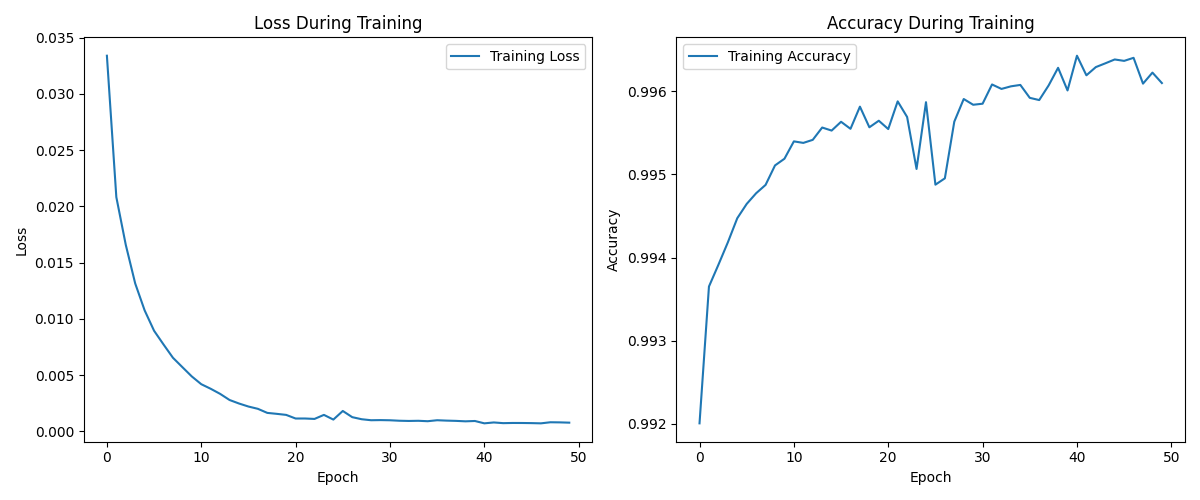 Loss During Training
0.035
0.030
0.025
0.020
0.015
0.010
0.005
0.000
Loss
Training Loss
0 10 20 30 40 50
Epoch
Accuracy During Training
0.996
0.995
0.994
0.993
0.992
Accuracy
Training Accuracy
0 10 20 30 40 50
Epoch